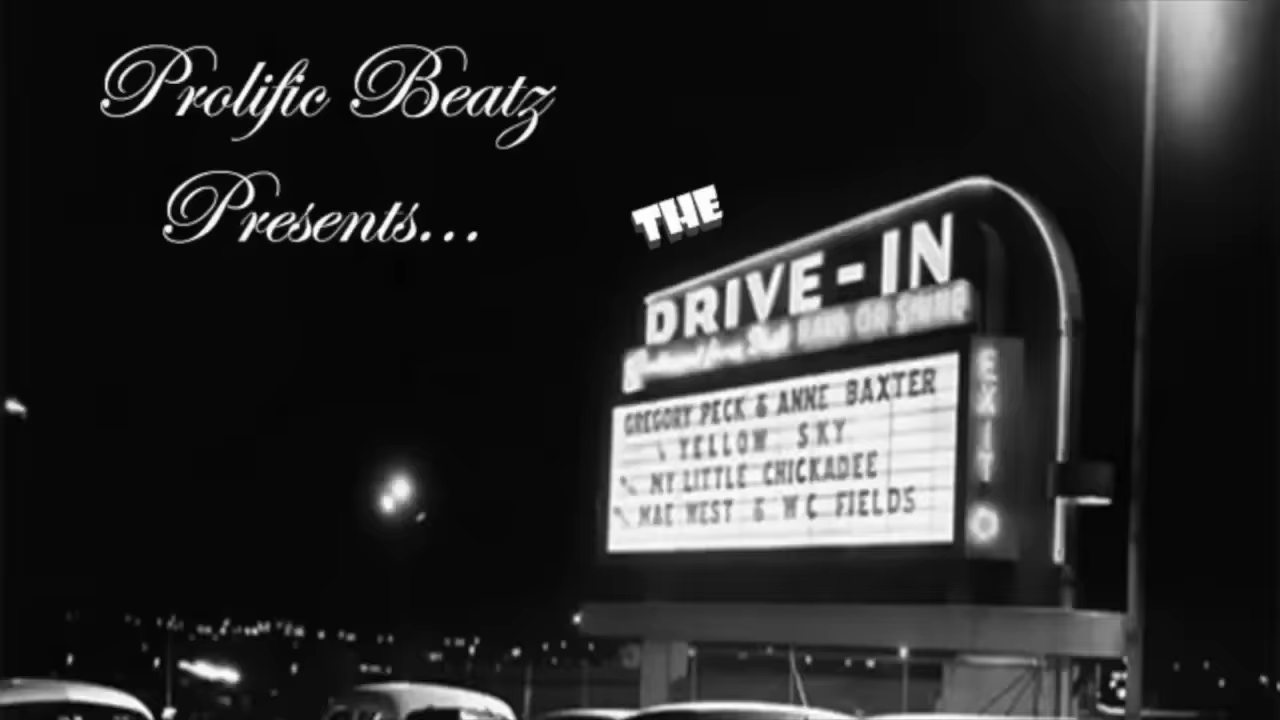 Prolific Beatz
Presents...
THE
DRIVE-IN
GREGORY PECK & ANNE BAXTER
YELLOW SKY
MY LITTLE CHICKADEE
MAE WEST & W C FIELDS
EXIT